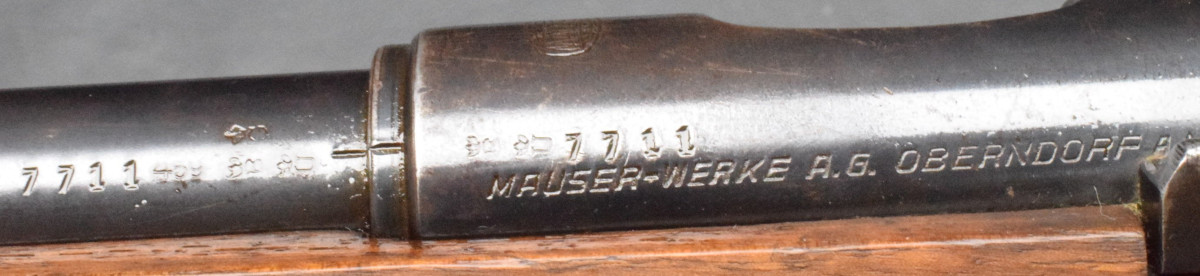 7711
7711
MAUSER-WERKE A.G. OBERNDORF A